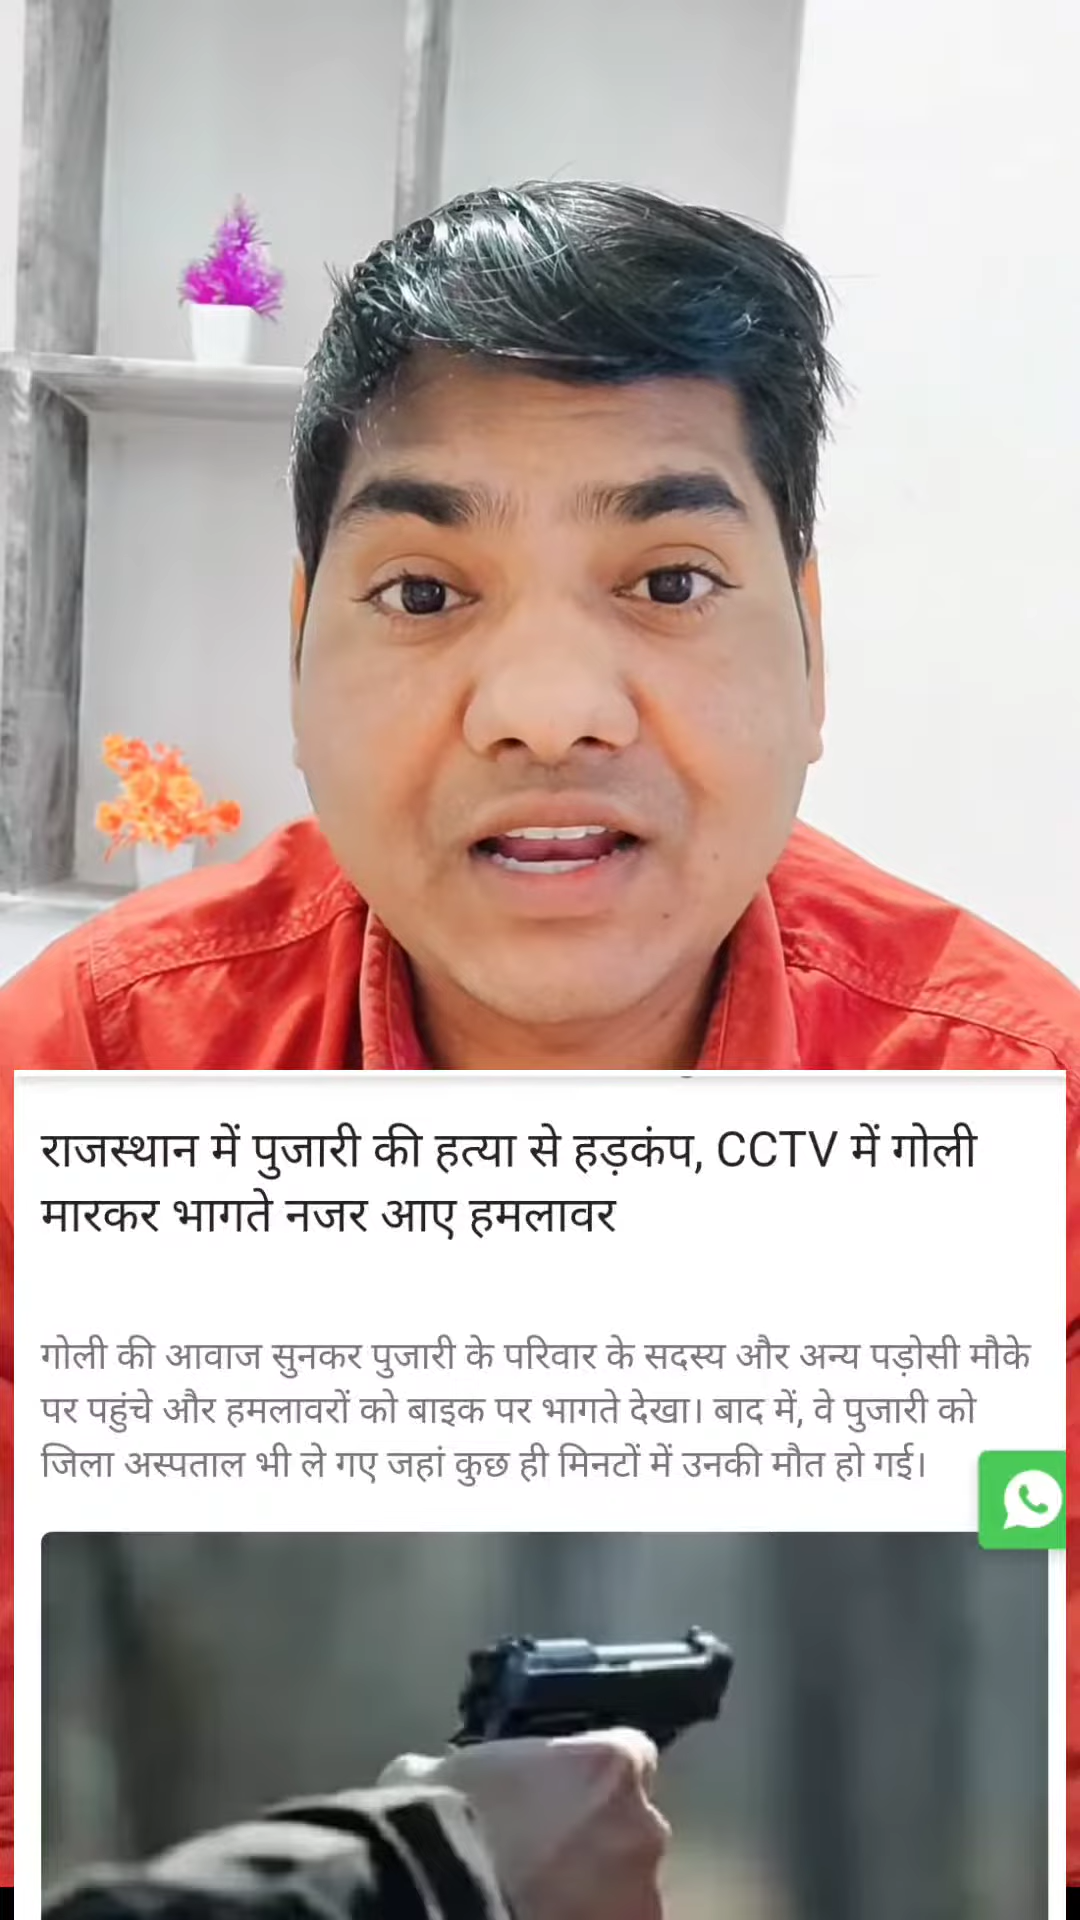 राजस्थान में पुजारी की हत्या से हड़कंप, CCTV में गोली
मारकर भागते नजर आए हमलावर
गोली की आवाज सुनकर पुजारी के परिवार के सदस्य और अन्य पड़ोसी मौके
पर पहुंचे और हमलावरों को बाइक पर भागते देखा। बाद में, वे पुजारी को
जिला अस्पताल भी ले गए जहां कुछ ही मिनटों में उनकी मौत हो गई।